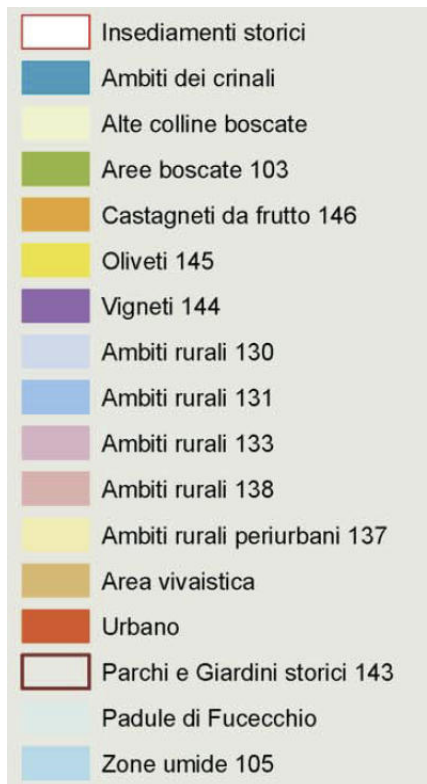 Insediamenti storici
Ambiti dei crinali
Alte colline boscate
Aree boscate 103
Castagneti da frutto 146
Oliveti 145
Vigneti 144
Ambiti rurali 130
Ambiti rurali 131
Ambiti rurali 133
Ambiti rurali 138
Ambiti rurali periurbani 137
Area vivaistica
Urbano
Parchi e Giardini storici 143
Padule di Fucecchio
Zone umide 105